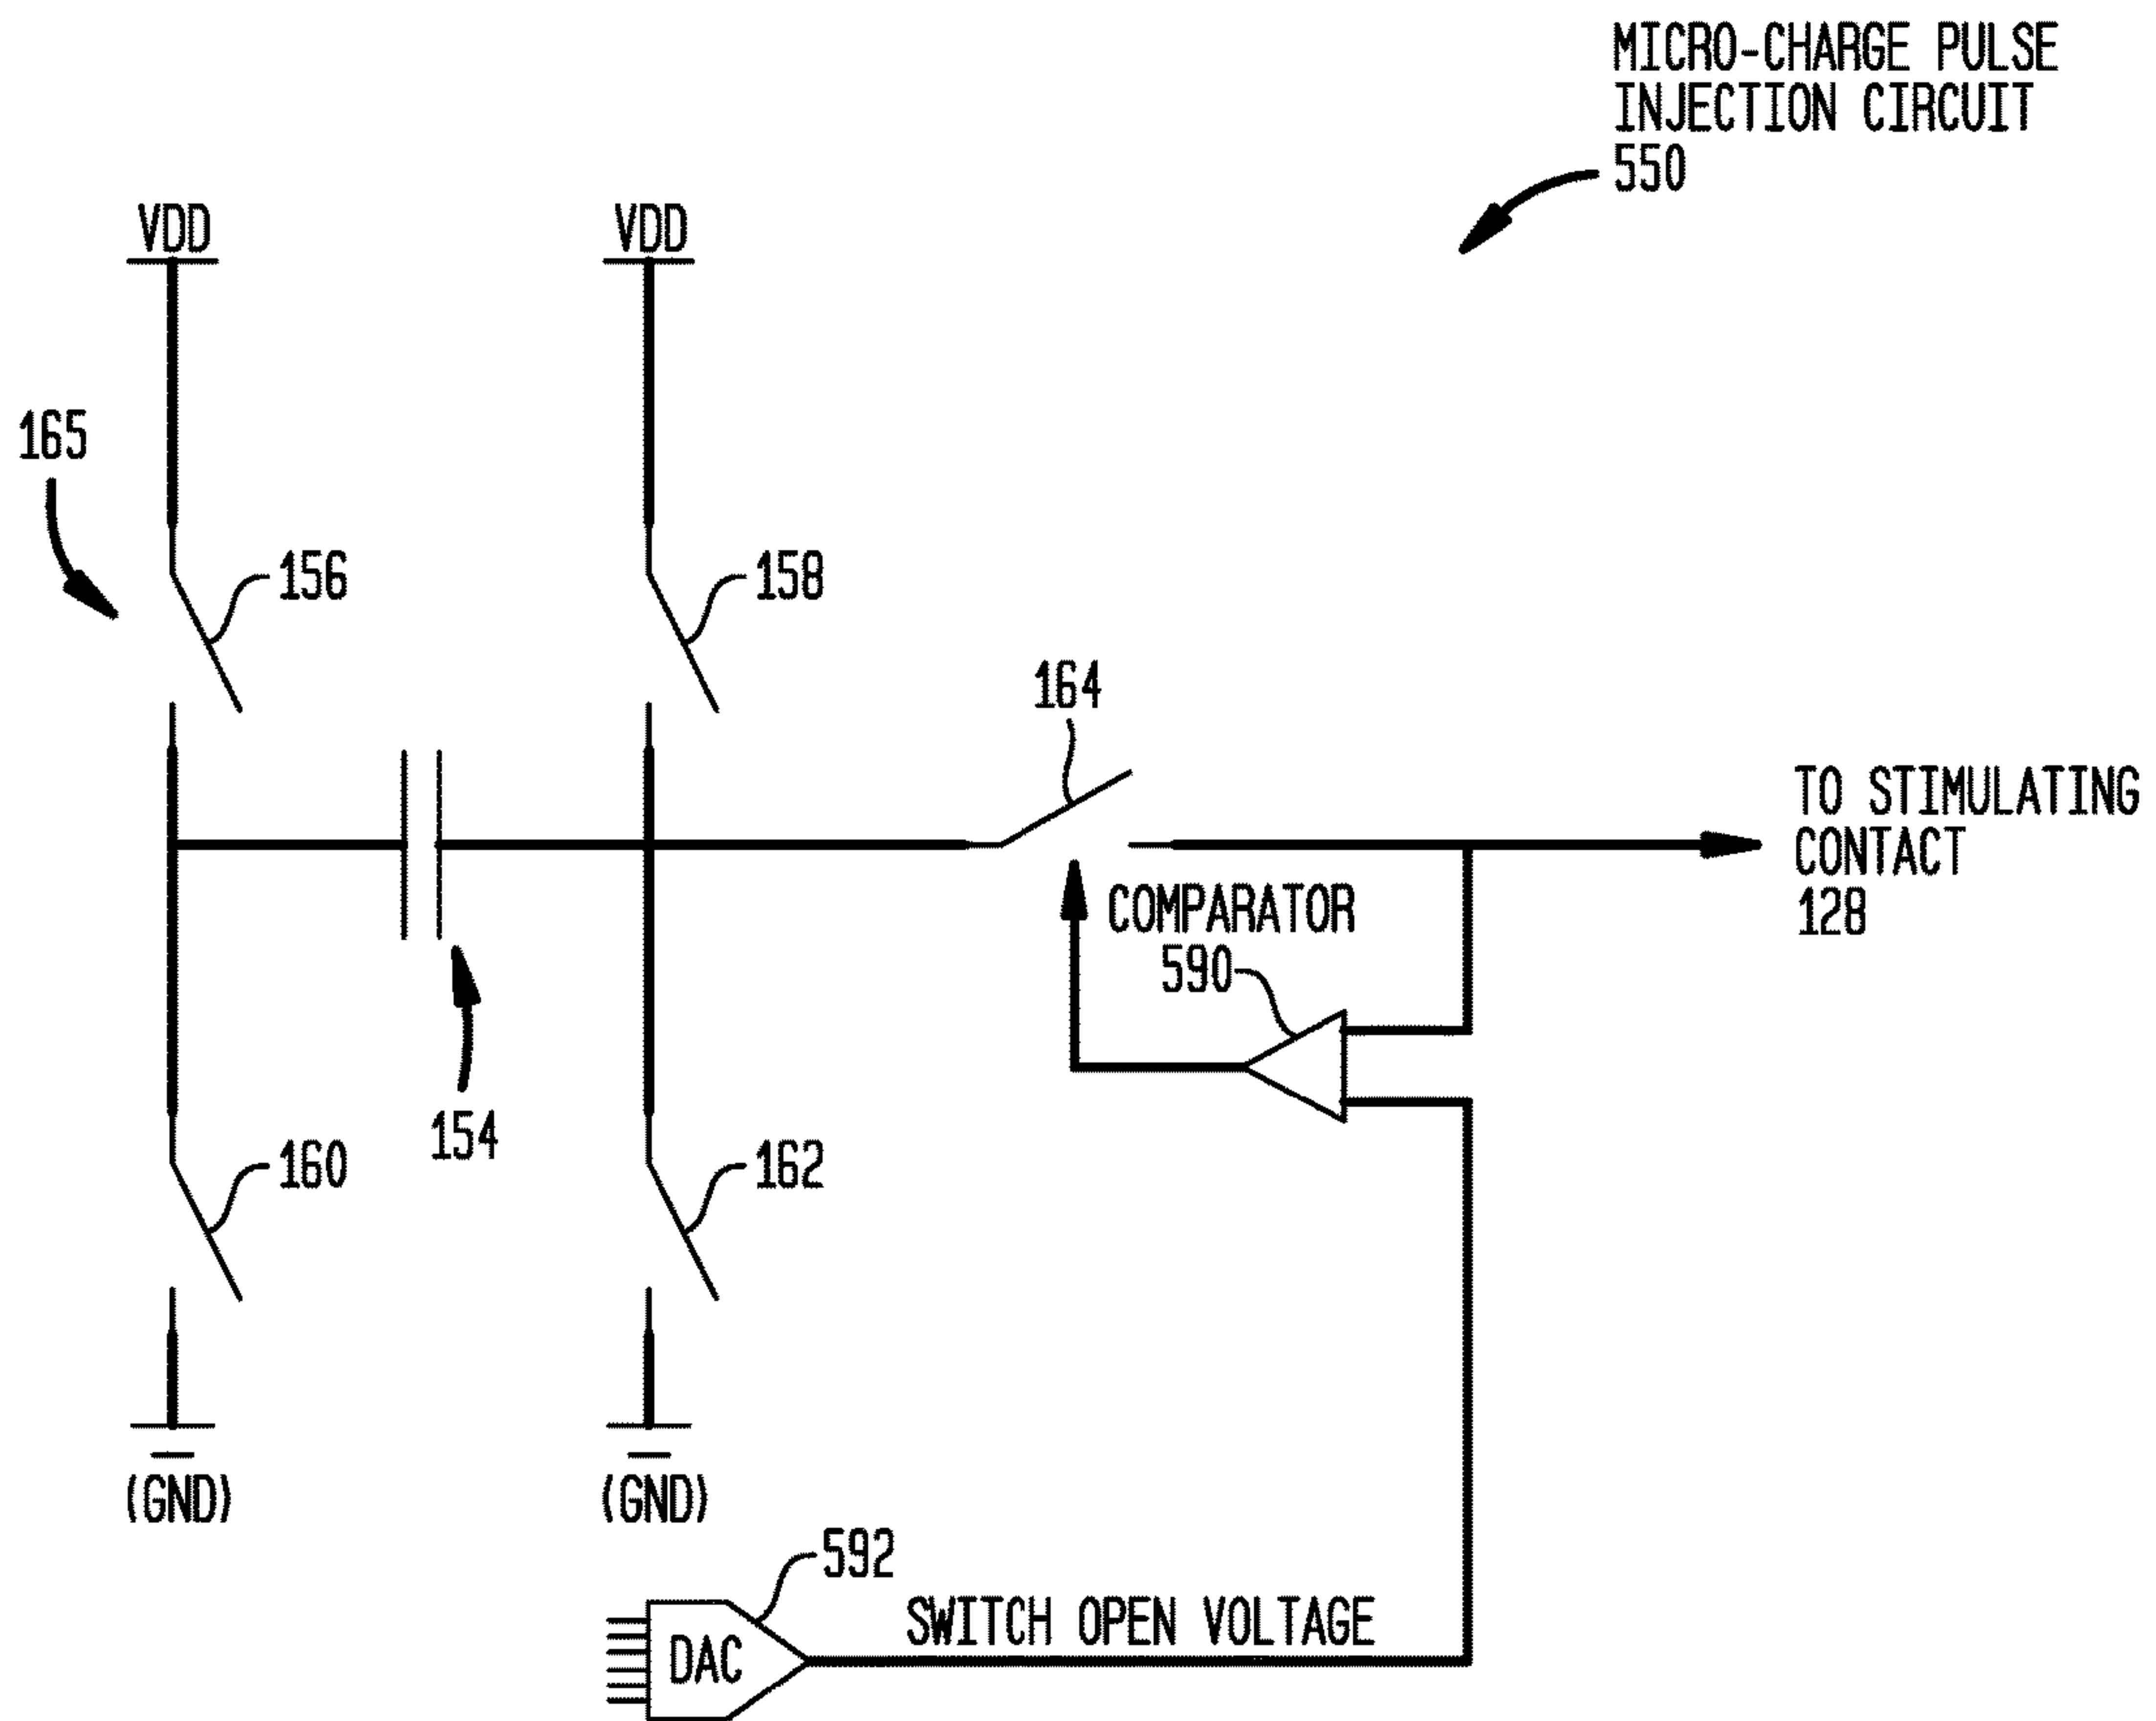 MICRO-CHARGE PULSE
INJECTION CIRCUIT
550
VDD
VDD
165
156
158
164
TO STIMULATING
CONTACT
128
COMPARATOR
590
154
160
162
(GND)
(GND)
592
SWITCH OPEN VOLTAGE
DAC